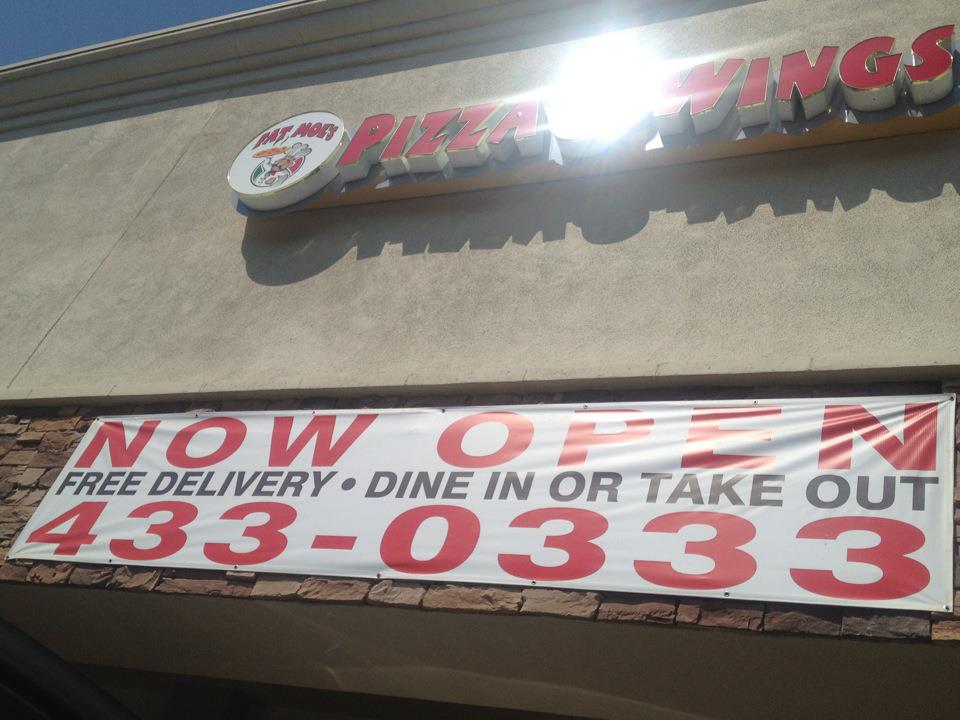 FAT MOE'S
PIZZA WINGS
NOW OPEN
FREE DELIVERY • DINE IN OR TAKE OUT
433-0333